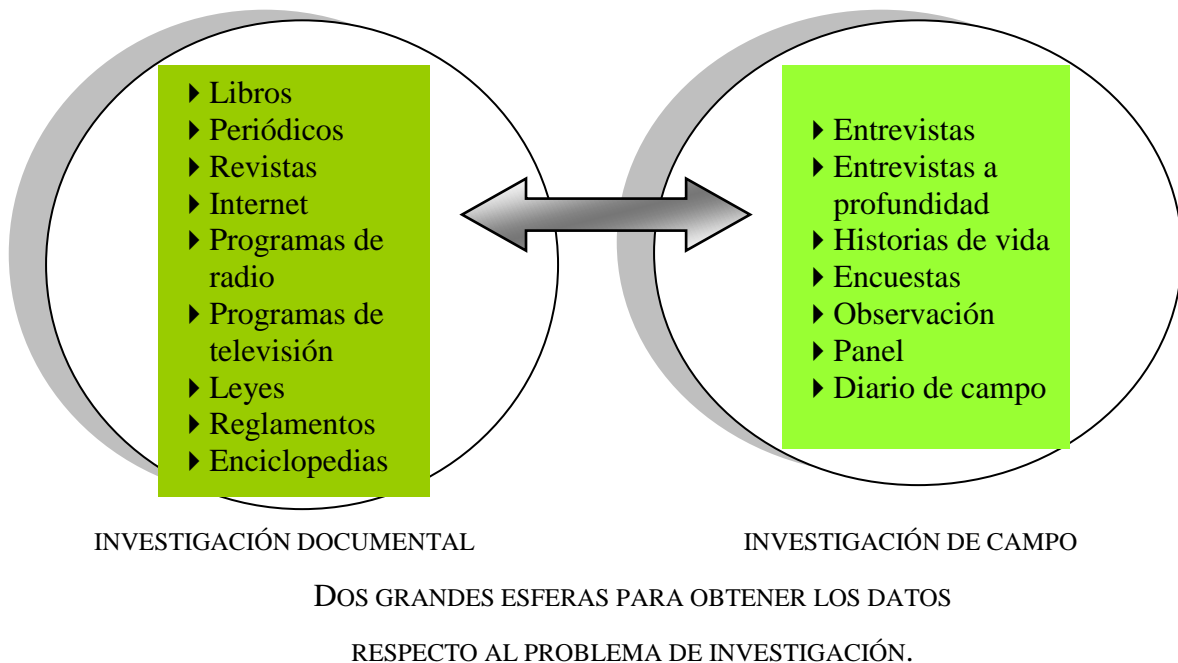 Libros
Periódicos
Revistas
Internet
Programas de
radio
Programas de
televisión
Leyes
Reglamentos
Enciclopedias
Entrevistas
Entrevistas a
profundidad
Historias de vida
Encuestas
Observación
Panel
Diario de campo
INVESTIGACIÓN DOCUMENTAL
INVESTIGACIÓN DE CAMPO
DOS GRANDES ESFERAS PARA OBTENER LOS DATOS
RESPECTO AL PROBLEMA DE INVESTIGACIÓN.